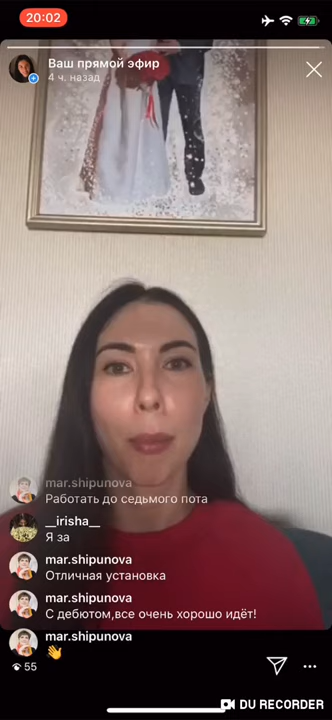 20:02
Ваш прямой эфир
4 ч. назад
mar.shipunova
Работать до седьмого пота
__irisha__
Я за
mar.shipunova
Отличная установка
mar.shipunova
С дебютом,все очень хорошо идёт!
mar.shipunova
👋
55
DU RECORDER